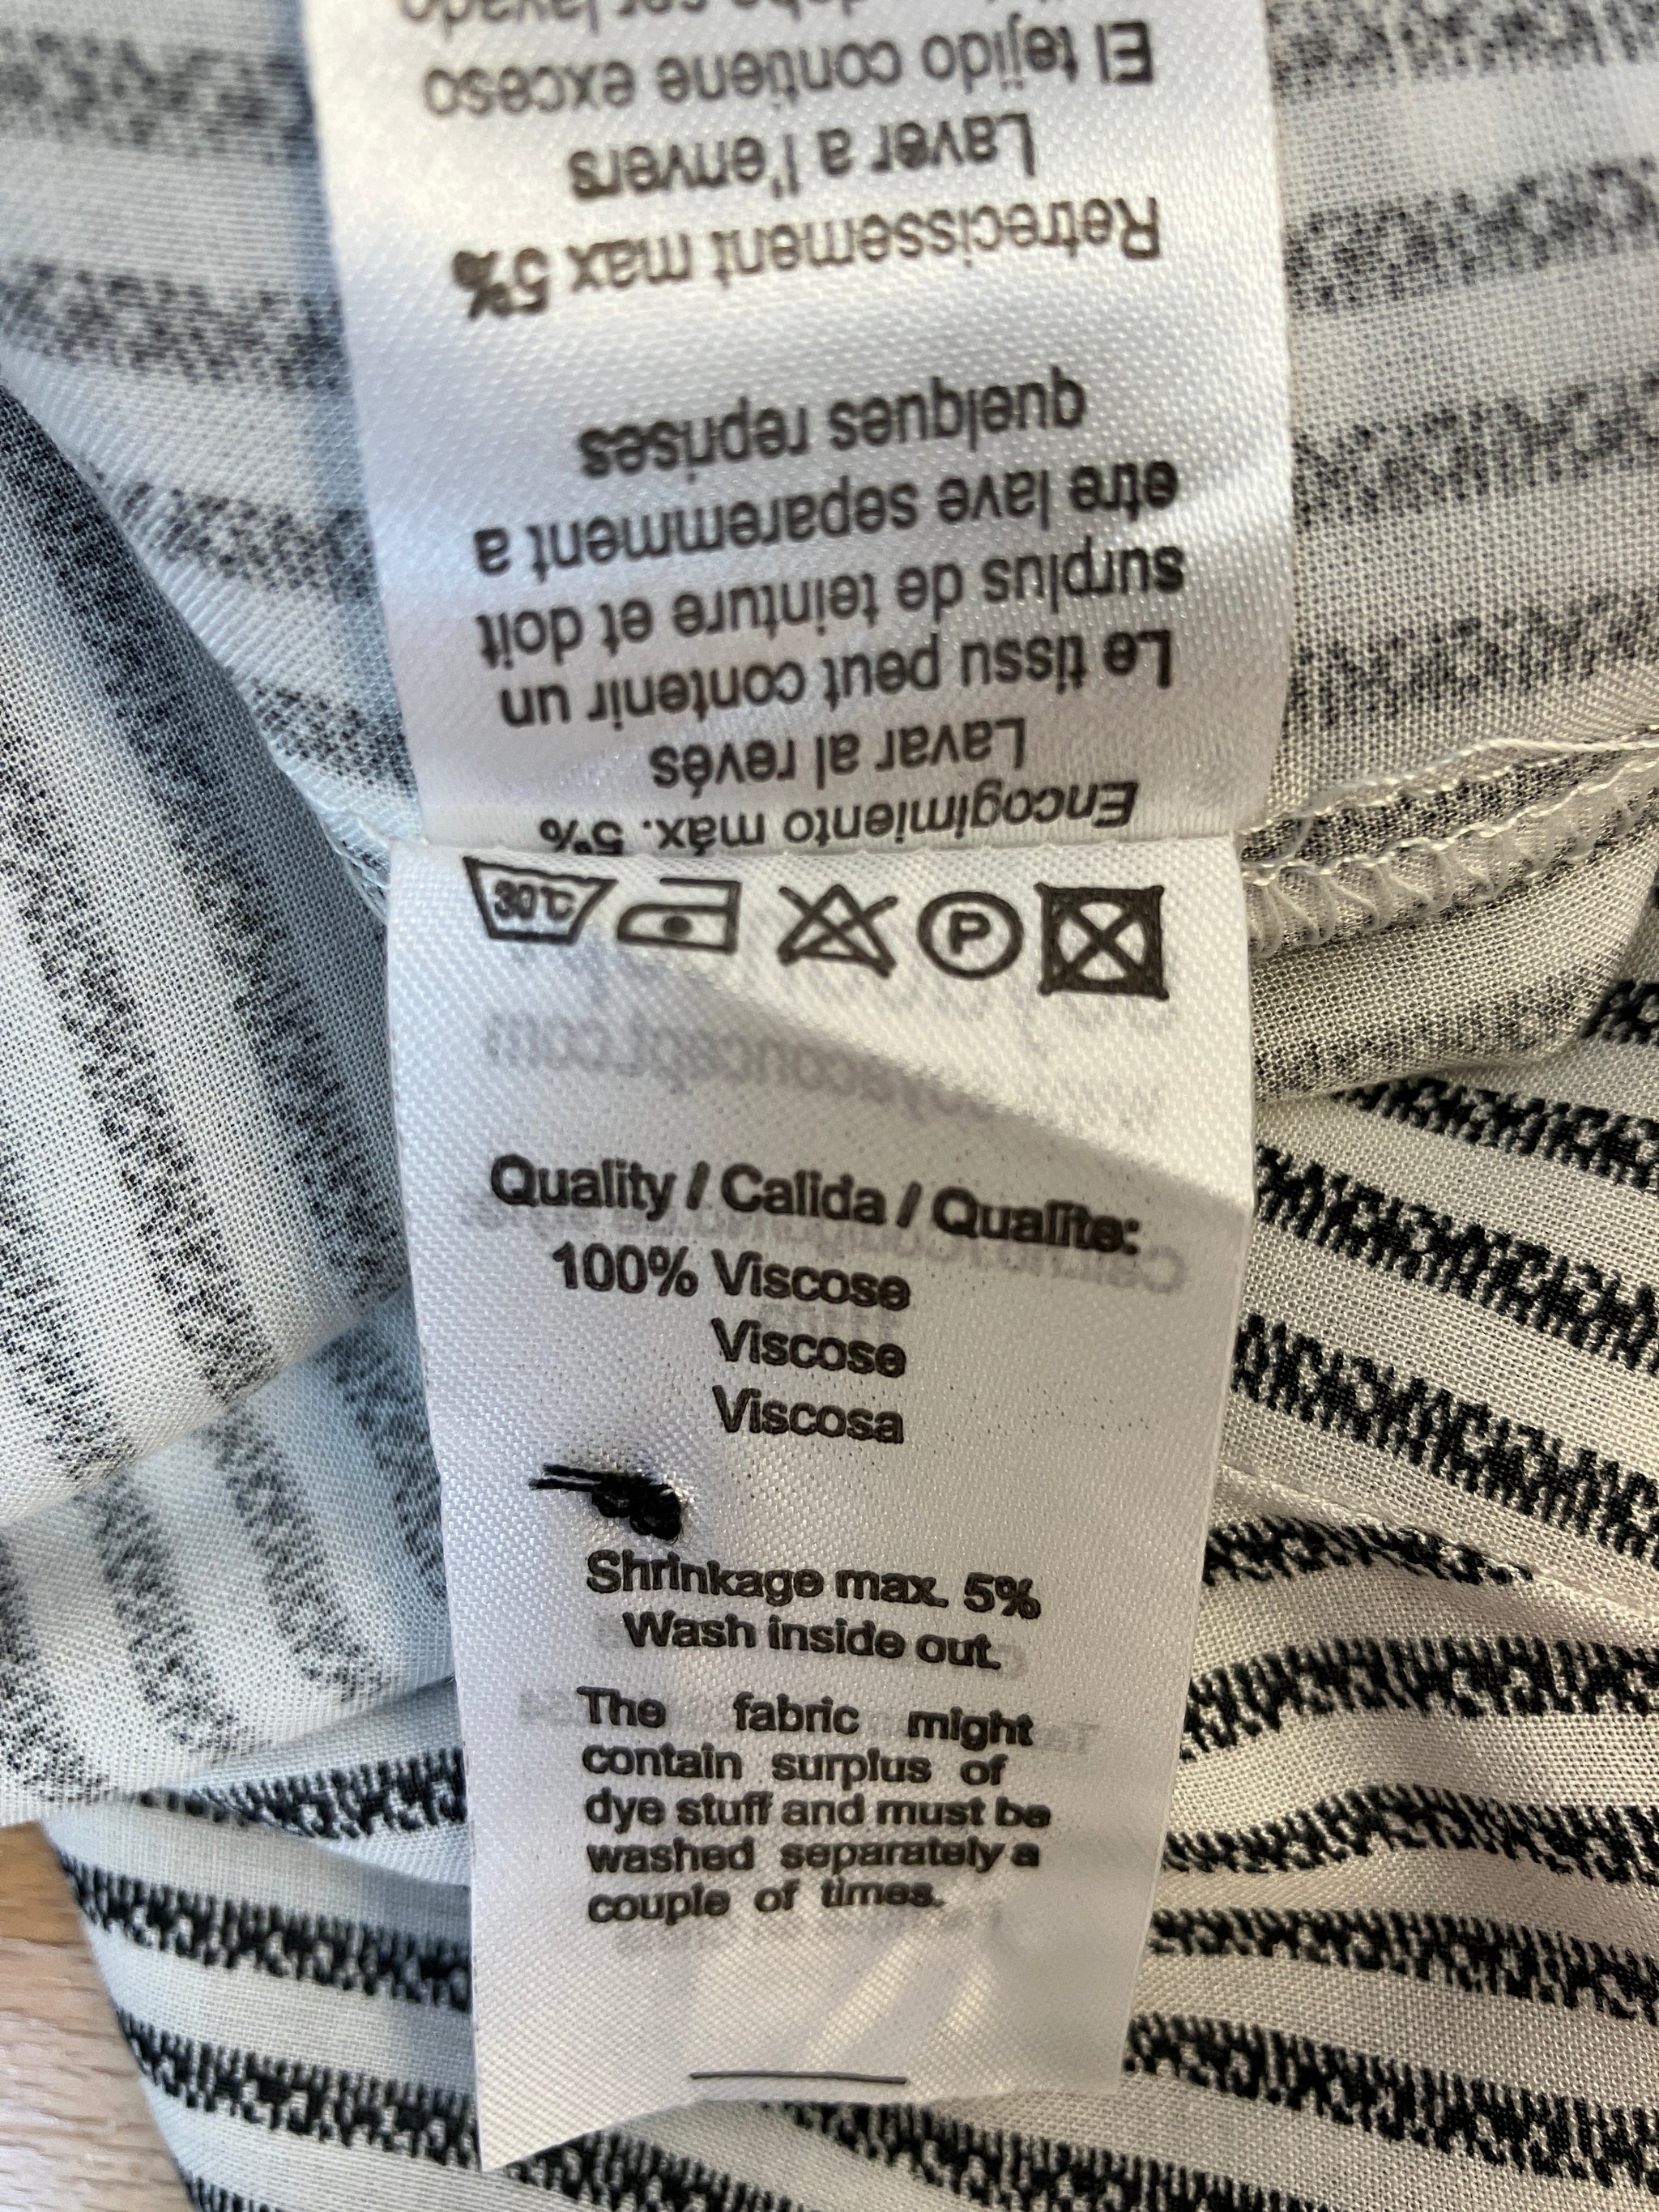 El tejido contiene exceso
Laver a l'envers
Retrecissement max 5%
quelques reprises
etre lave separemment a
surplus de teinture et doit
Le tissu peut contenir un
Lavar al revés
Encogimiento máx. 5%
30°C
P
Quality / Calida / Qualite:
100% Viscose
Viscose
Viscosa
Shrinkage max. 5%
Wash inside out.
The fabric might
contain surplus of
dye stuff and must be
washed separately a
couple of times.